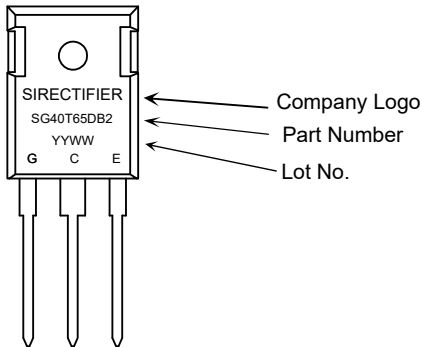 SIRECTIFIER
SG40T65DB2
YYWW
G C E
Company Logo
Part Number
Lot No.